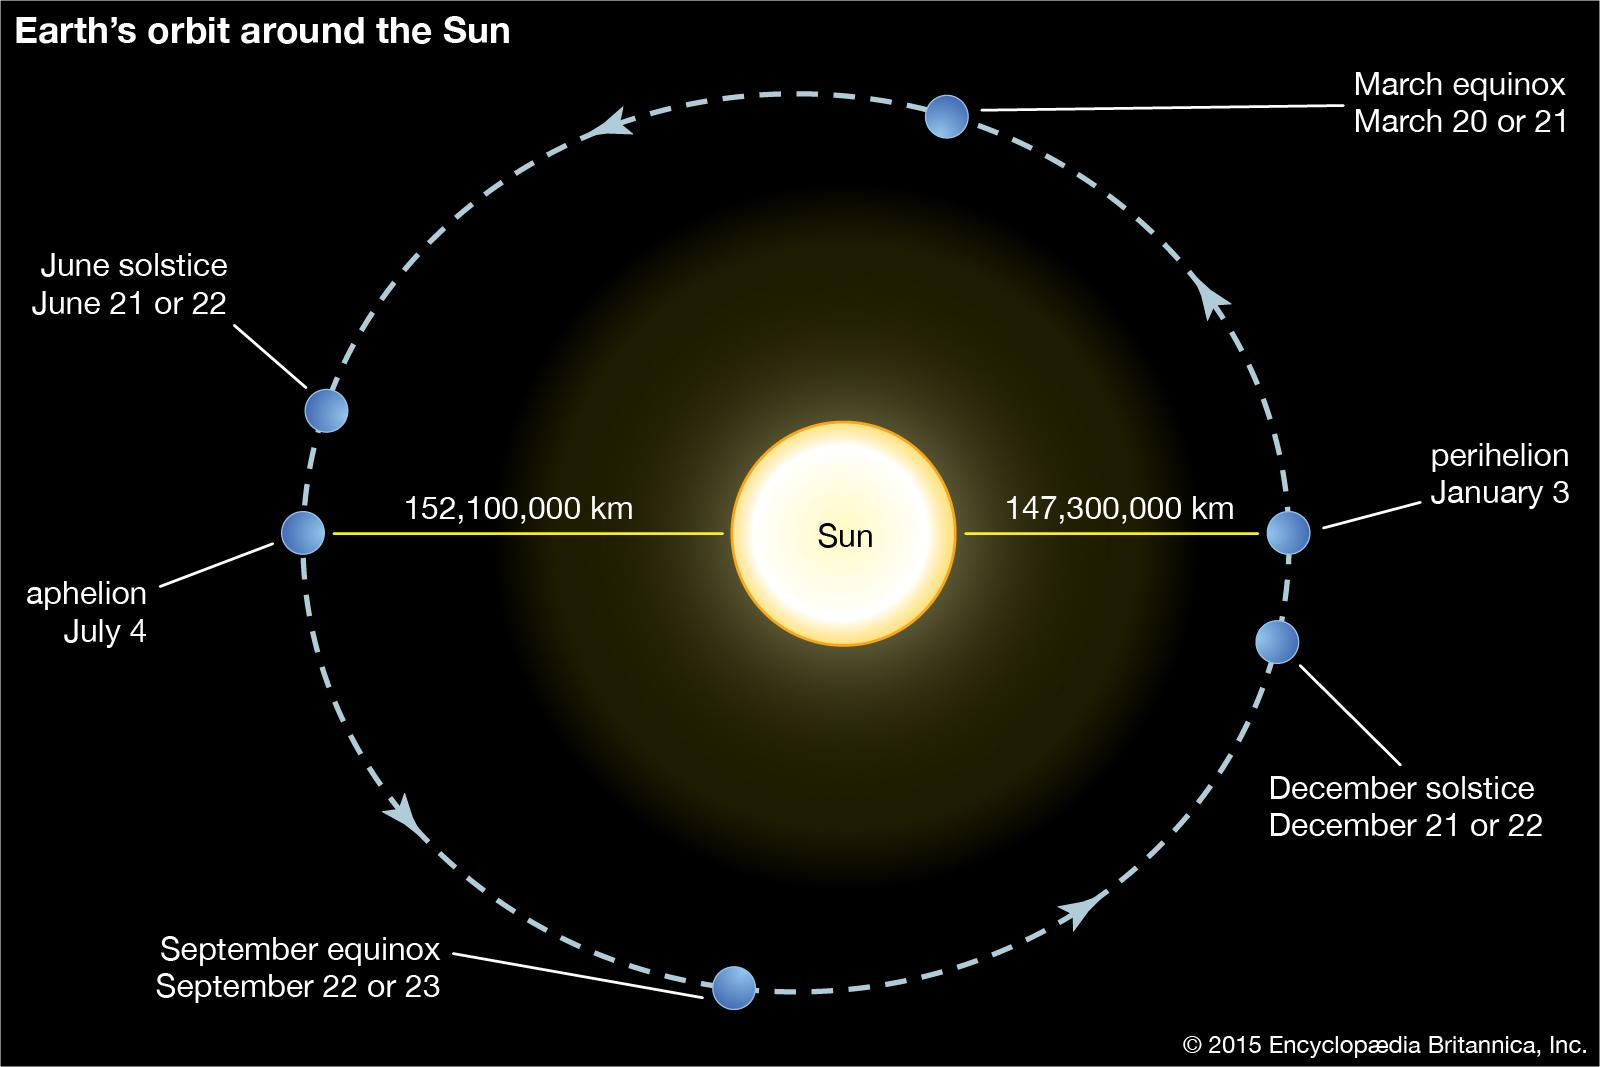 Earth's orbit around the Sun
March equinox
March 20 or 21
June solstice
June 21 or 22
perihelion
January 3
152,100,000 km
147,300,000 km
Sun
aphelion
July 4
December solstice
December 21 or 22
September equinox
September 22 or 23
© 2015 Encyclopædia Britannica, Inc.